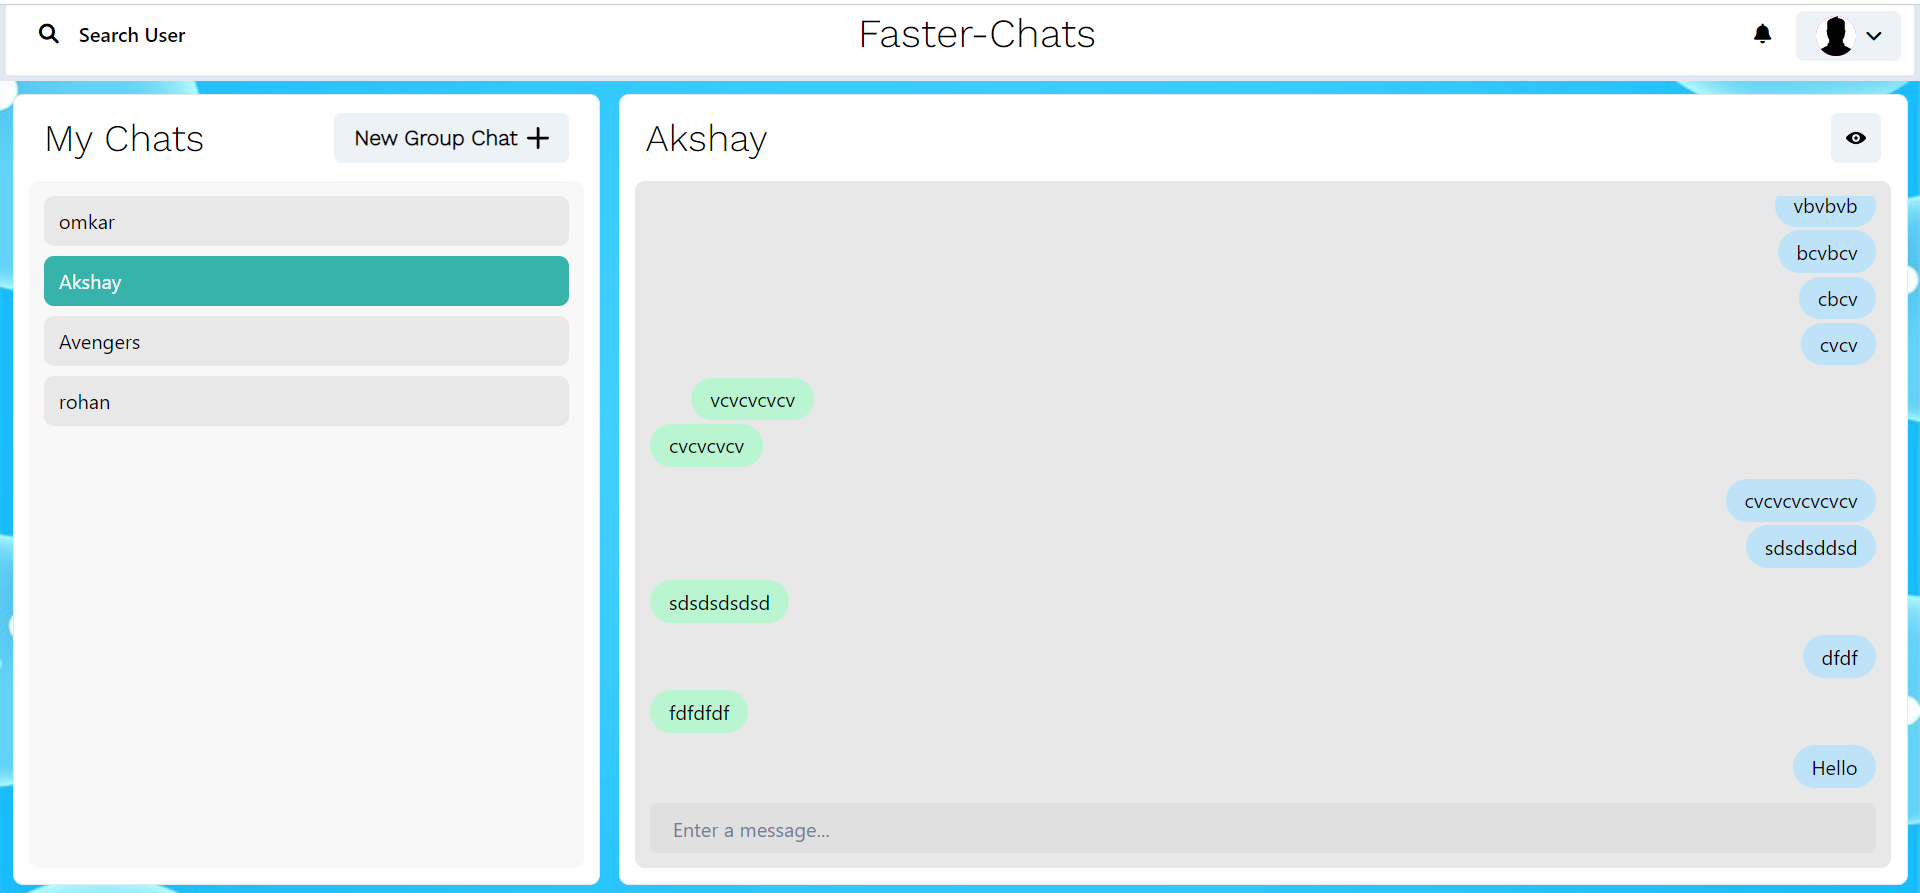 Search User
Faster-Chats
My Chats
New Group Chat
omkar
Akshay
Avengers
rohan
Akshay
vbvbvb
bcvbcv
cbcv
cvcv
vcvcvcvcv
cvcvcvcv
cvcvcvcvcvcv
sdsdsddsd
sdsdsdsdsd
dfdf
fdfdfdf
Hello
Enter a message...